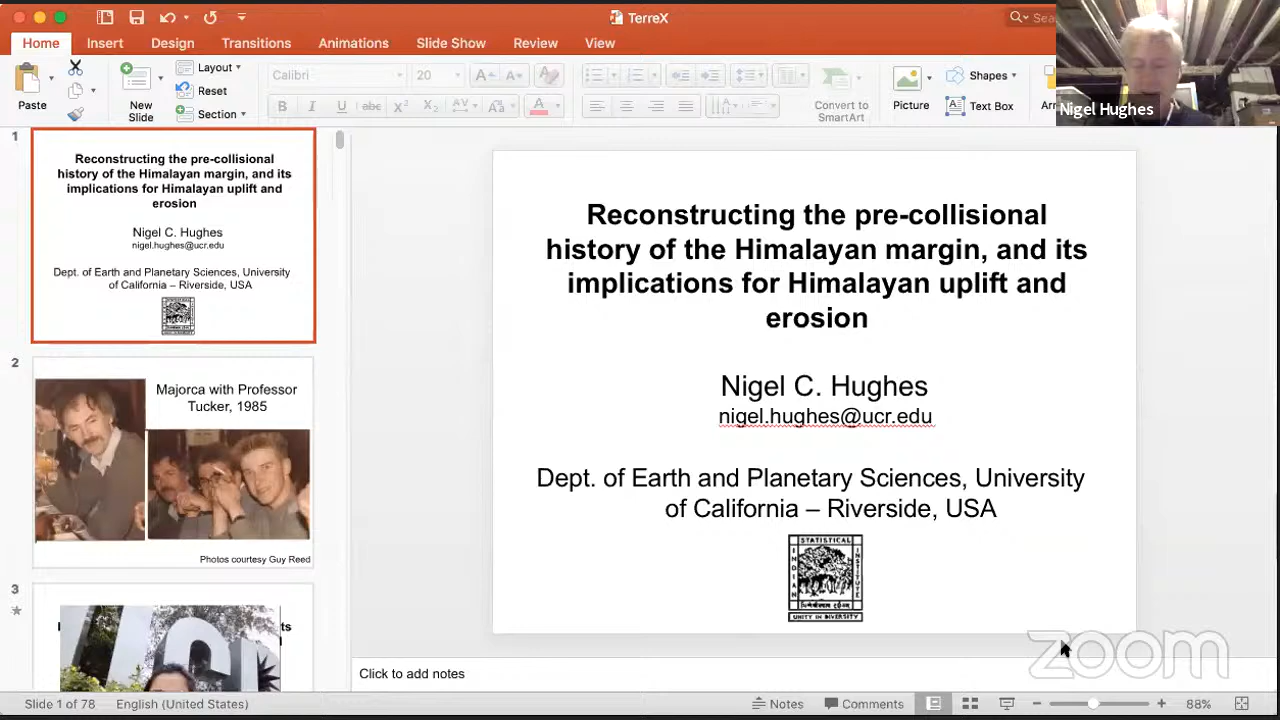 TerreX
Sea
Home Insert Design Transitions Animations Slide Show Review View
Paste
New
Slide
Layout
Reset
Section
Calibri
20
Convert to
SmartArt
Picture
Shapes
Text Box
Nigel Hughes
1
Reconstructing the pre-collisional
history of the Himalayan margin, and its
implications for Himalayan uplift and
erosion
Nigel C. Hughes
nigel.hughes@ucr.edu
Dept. of Earth and Planetary Sciences, University
of California – Riverside, USA
2
Majorca with Professor
Tucker, 1985
Photos courtesy Guy Reed
3
Reconstructing the pre-collisional
history of the Himalayan margin, and its
implications for Himalayan uplift and
erosion
Nigel C. Hughes
nigel.hughes@ucr.edu
Dept. of Earth and Planetary Sciences, University
of California – Riverside, USA
STATISTICAL
INDIAN
INSTITUTE
UNITY IN DIVERSITY
zoom
Click to add notes
Slide 1 of 78 English (United States)
Notes Comments
88%